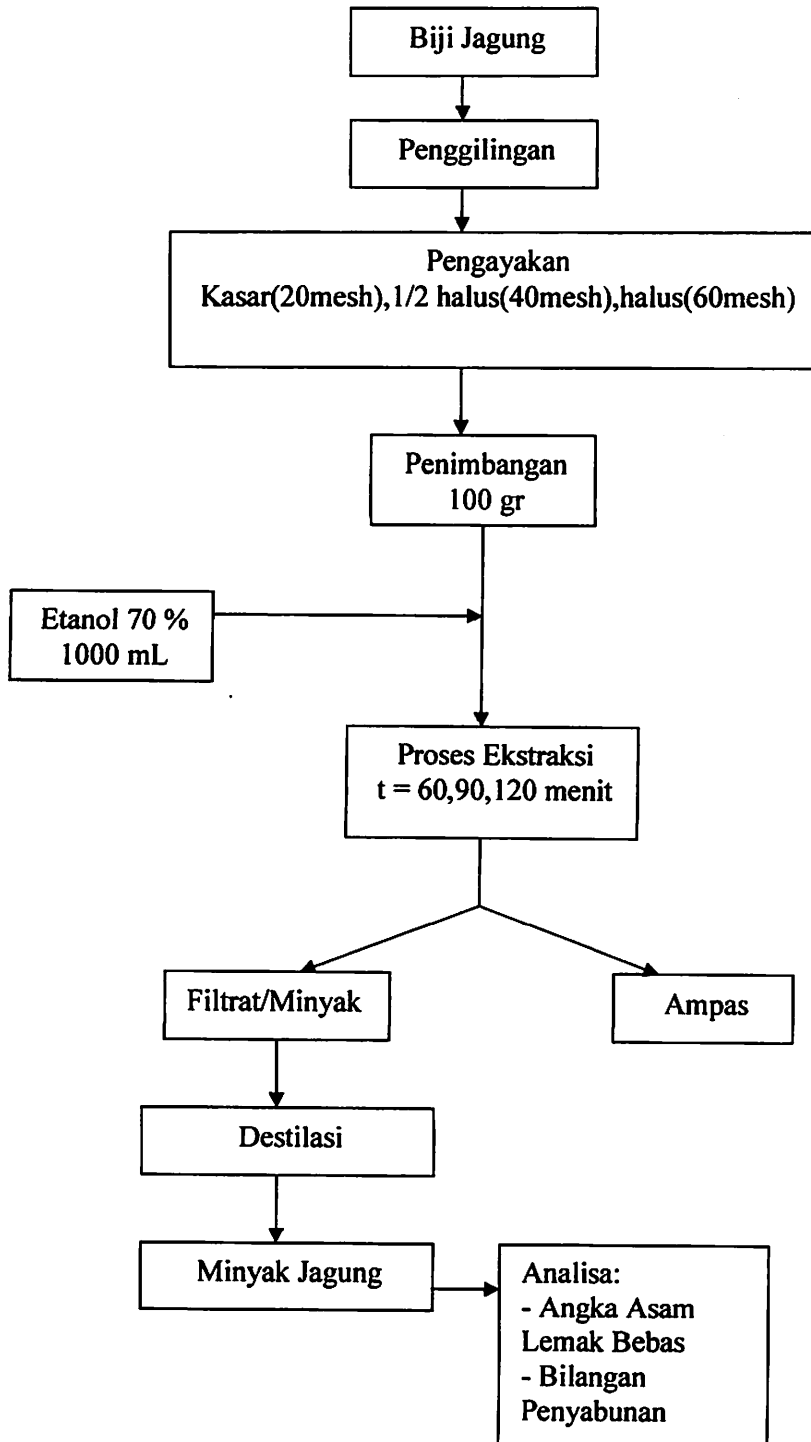 Biji Jagung
Penggilingan
Pengayakan
Kasar(20mesh),1/2 halus(40mesh),halus(60mesh)
Penimbangan
100 gr
Etanol 70 %
1000 mL
Proses Ekstraksi
t = 60,90,120 menit
Filtrat/Minyak
Ampas
Destilasi
Minyak Jagung
Analisa:
- Angka Asam
Lemak Bebas
- Bilangan
Penyabunan